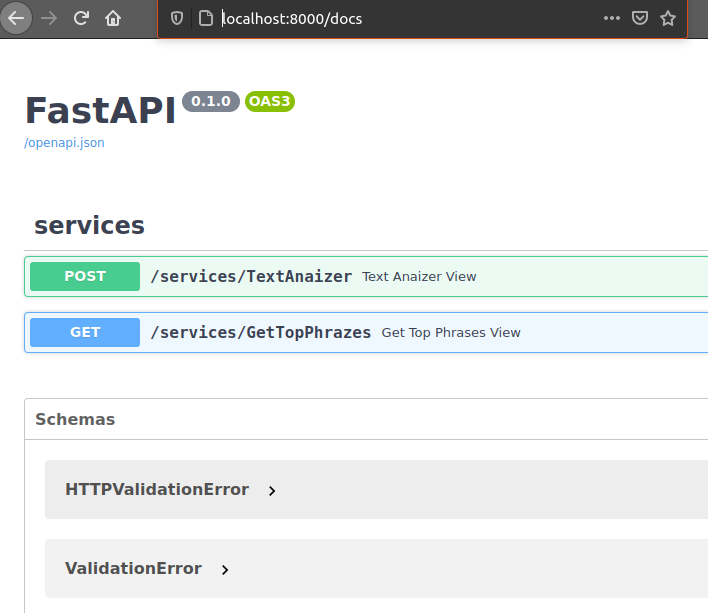 localhost:8000/docs
FastAPI 0.1.0 OAS3
/openapi.json
services
POST /services/TextAnaizer Text Anaizer View
GET /services/GetTopPhrazes Get Top Phrases View
Schemas
HTTPValidationError
ValidationError